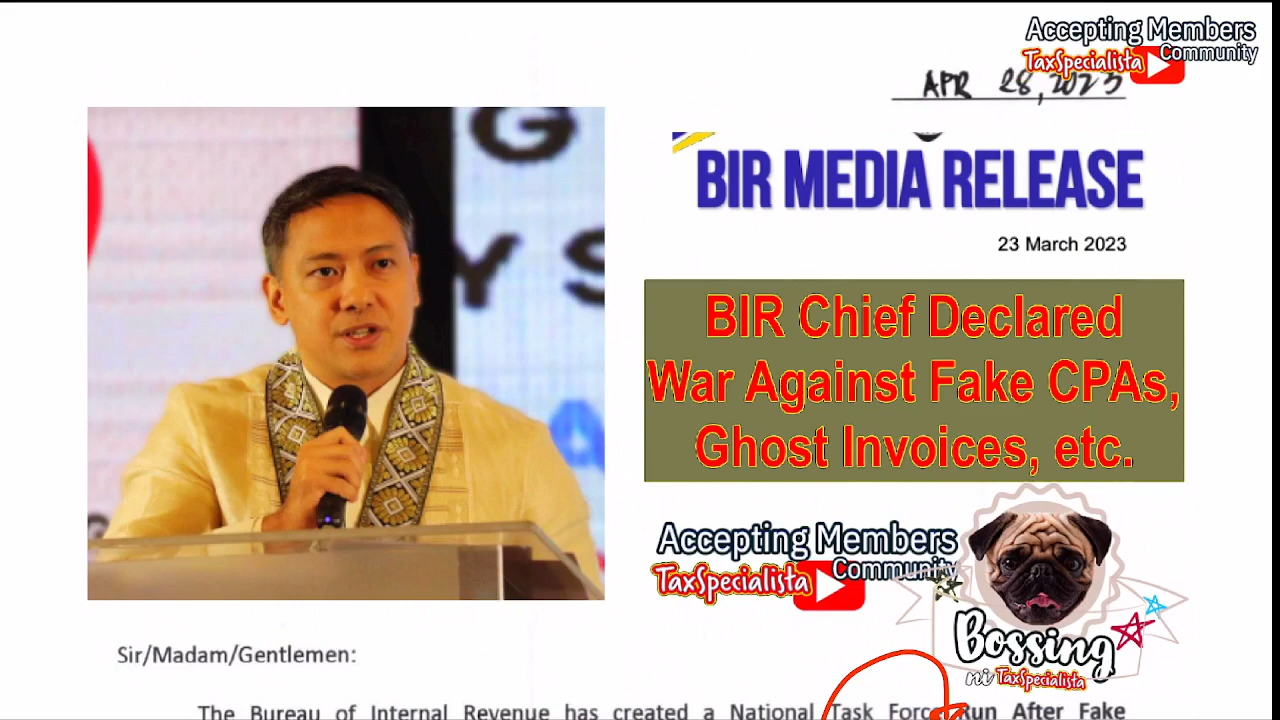 Accepting Members
Community
TaxSpecialista
APR 28, 2023
BIR MEDIA RELEASE
23 March 2023
BIR Chief Declared
War Against Fake CPAs,
Ghost Invoices, etc.
Accepting Members
Community
TaxSpecialista
Bossing
ni TaxSpecialista
Sir/Madam/Gentlemen:
The Bureau of Internal Revenue has created a National Task Force Run After Fake